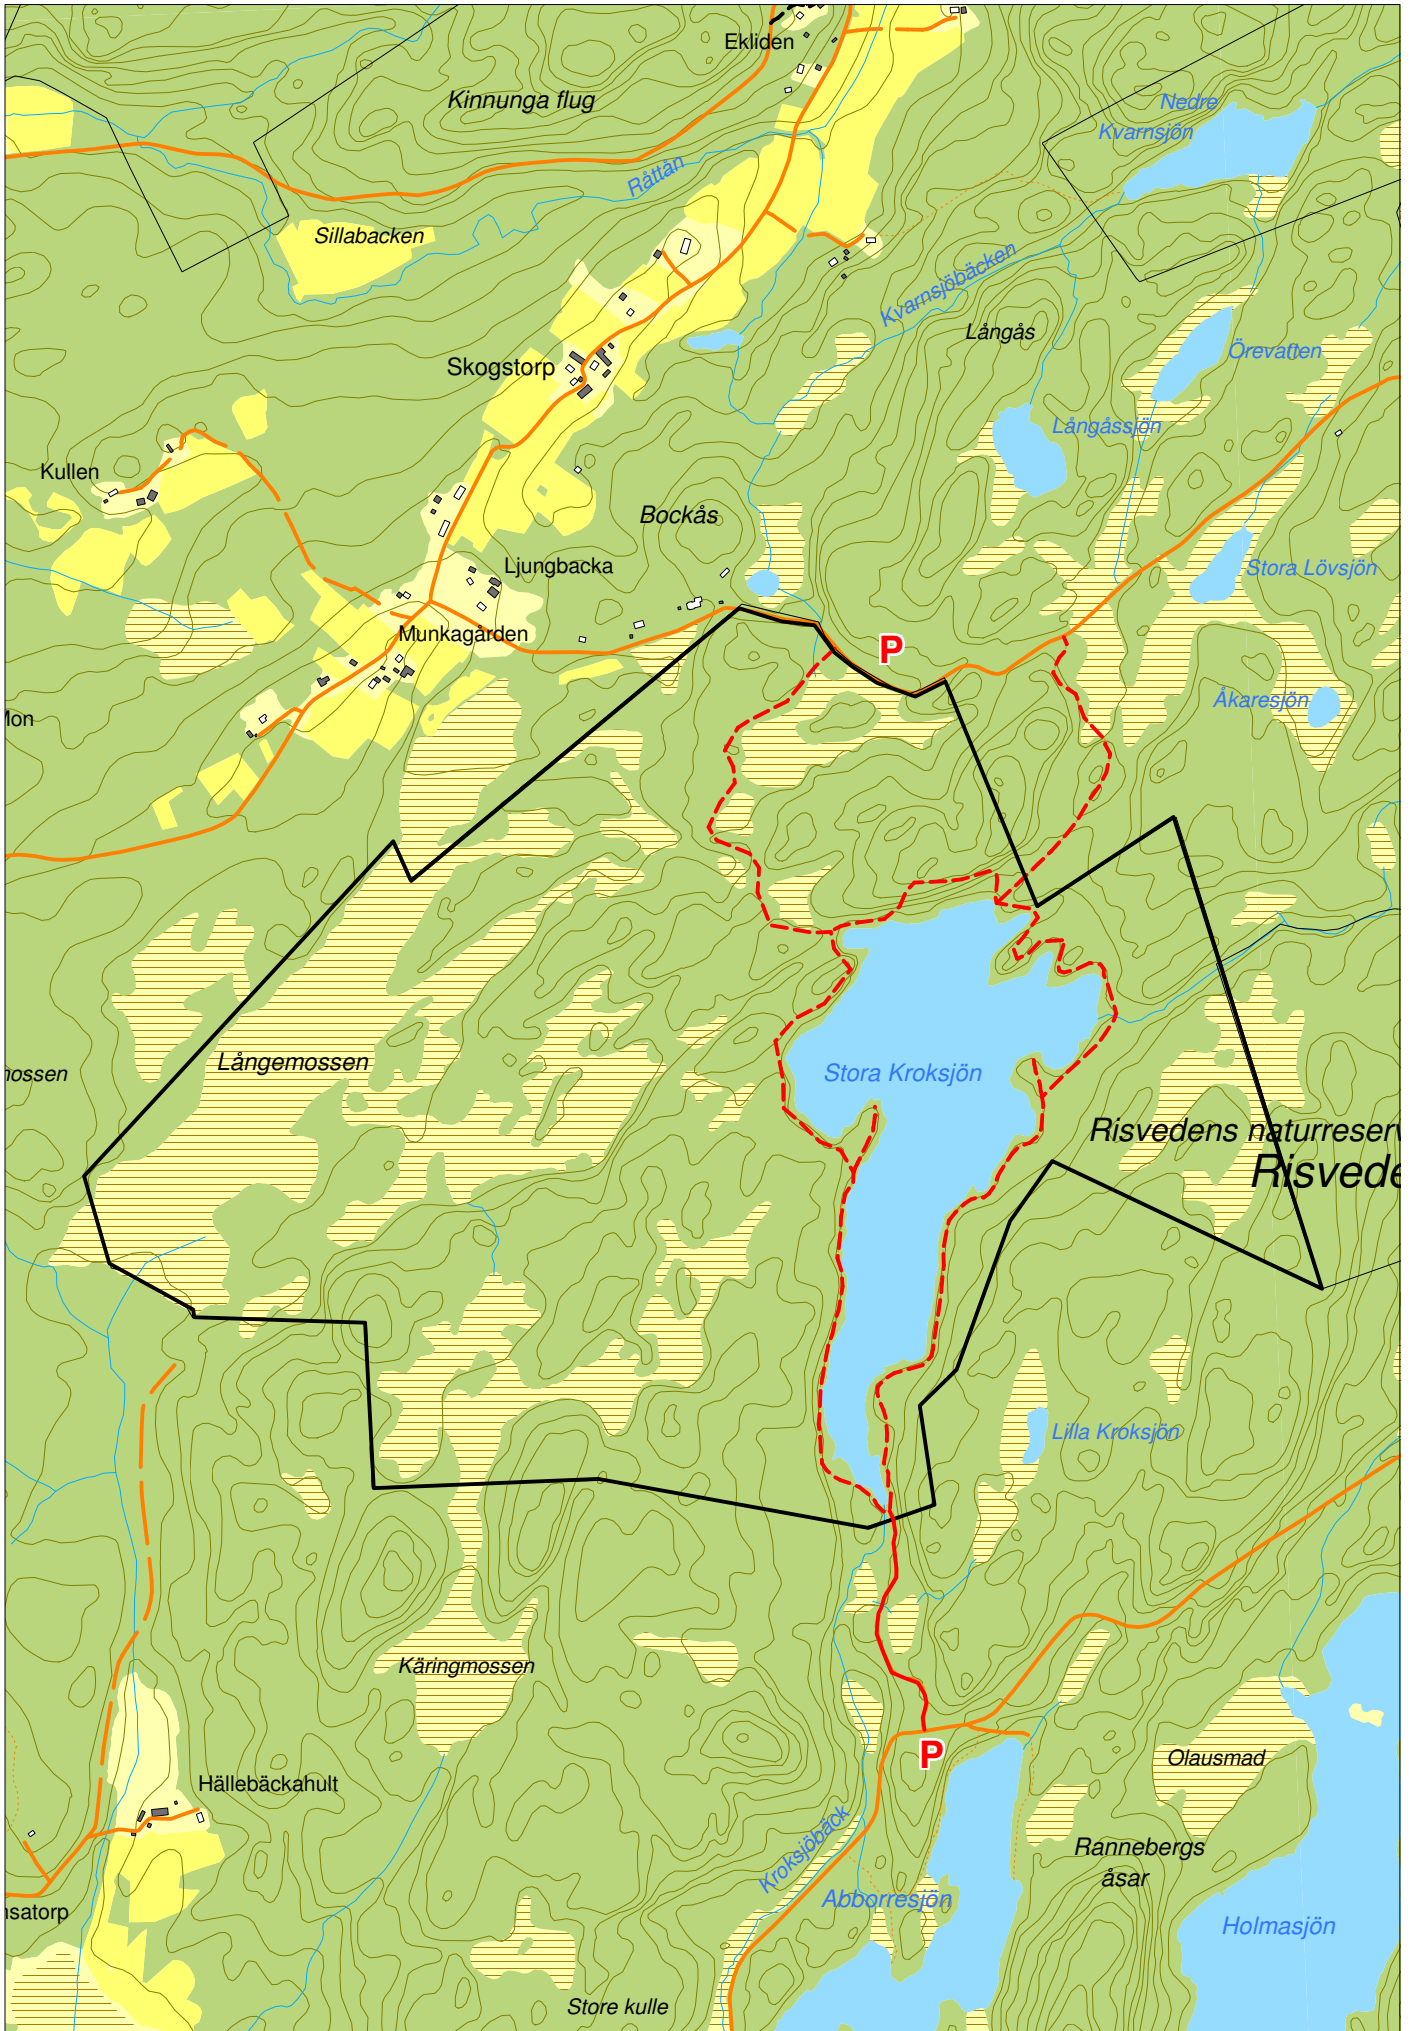 Ekliden
Kinnunga flug
Nedre
Kvarnsjön
Råttån
Sillabacken
Kvarnsjöbäcken
Långås
Örevatten
Skogstorp
Långåssjön
Kullen
Bockås
Ljungbacka
Stora Lövsjön
Munkagården
P
Åkaresjön
Mon
Långemossen
nossen
Stora Kroksjön
Risvedens naturreserv
Risvede
Lilla Kroksjön
Käringmossen
P
Olausmad
Hällebäckahult
Kroksjöbäck
Rannebergs
åsar
Abborresjön
nsatorp
Holmasjön
Store kulle